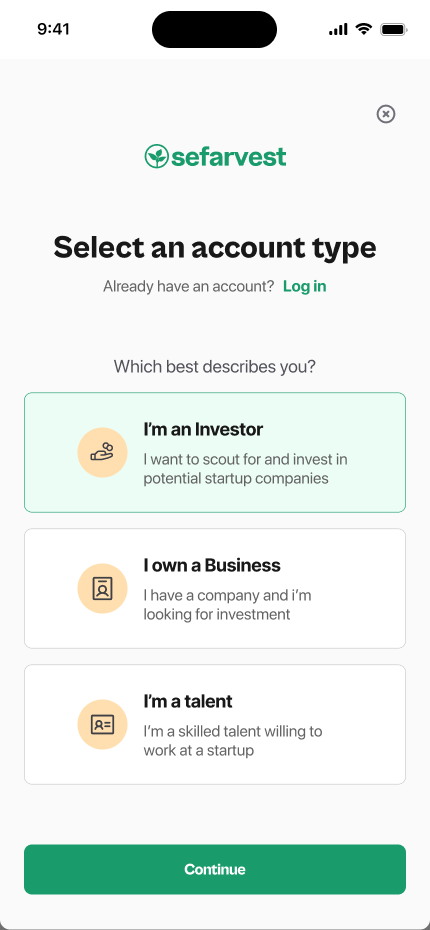 9:41
sefarvest
Select an account type
Already have an account? Log in
Which best describes you?
I'm an Investor
I want to scout for and invest in
potential startup companies
I own a Business
I have a company and i'm
looking for investment
I'm a talent
I'm a skilled talent willing to
work at a startup
Continue